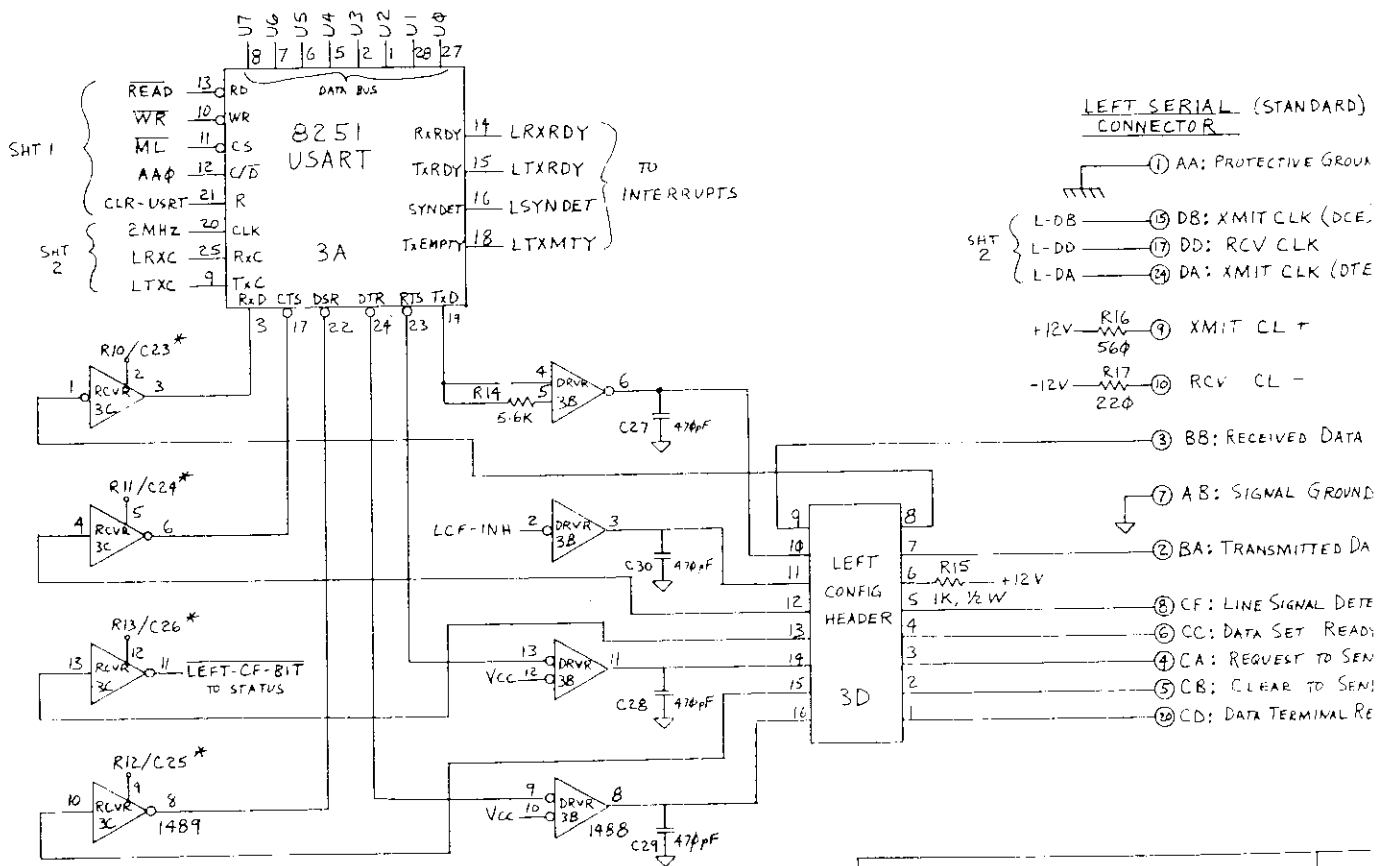 U7 U6 U5 U4 U3 U2 U1 UØ
8 7 6 5 2 1 28 27
DATA BUS
8251
USART
3A
SHT 1
READ 13 RD
WR 10 WR
ML 11 CS
AAØ 12 C/D
CLR-USRT 21 R
SHT 2
2MHZ 20 CLK
LRXC 25 RxC
LTXC 9 TxC
RxRDY 14 LRXRDY
TxRDY 15 LTXRDY
SYNDET 16 LSYNDET
TxEMPTY 18 LTXMTY
TO INTERRUPTS
RxD CTS DSR DTR RTS TxD
3 17 22 24 23 19
LEFT SERIAL (STANDARD)
CONNECTOR
1 AA: PROTECTIVE GROUN
SHT 2
L-DB 15 DB: XMIT CLK (DCE
L-DD 17 DD: RCV CLK
L-DA 24 DA: XMIT CLK (DTE
+12V R16 56Ø 9 XMIT CL +
-12V R17 22Ø 10 RCV CL -
3 BB: RECEIVED DATA
7 AB: SIGNAL GROUND
2 BA: TRANSMITTED DA
8 CF: LINE SIGNAL DETE
6 CC: DATA SET READY
4 CA: REQUEST TO SEN
5 CB: CLEAR TO SEN
20 CD: DATA TERMINAL RE
R10/C23*
1 2 RCVR 3C 3
R11/C24*
4 5 RCVR 3C 6
R13/C26*
13 12 RCVR 3C 11 LEFT-CF-BIT
TO STATUS
R12/C25*
10 9 RCVR 3C 8
1489
R14 5.6K
4 5 DRVR 3B 6
C27 47ØpF
LCF-INH 2 DRVR 3B 3
C30 47ØpF
13 Vcc 12 DRVR 3B 11
C28 47ØpF
9 Vcc 10 DRVR 3B 8
1488
C29 47ØpF
LEFT
CONFIG
HEADER
3D
9 10 11 12 13 14 15 16
8 7 6 5 4 3 2 1
R15 +12V
1K, 1/2 W